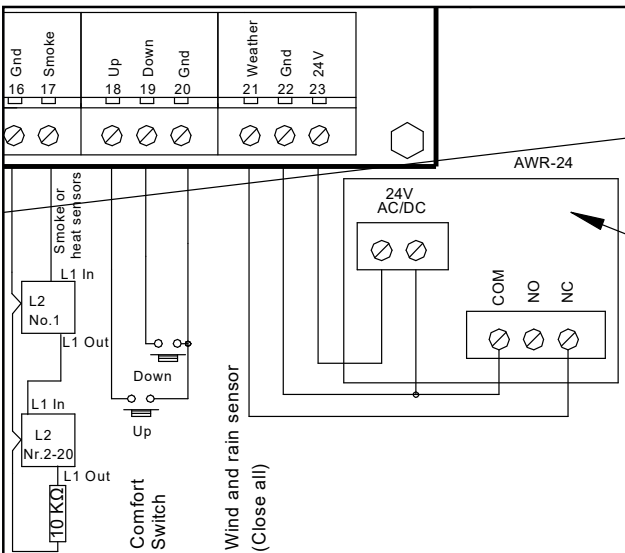 Gnd
Smoke
Up
Down
Gnd
Weather
Gnd
24V
16
17
18
19
20
21
22
23
AWR-24
24V
AC/DC
COM
NO
NC
Smoke or
heat sensors
L1 In
L2
No.1
L1 Out
Down
L1 In
Up
L2
Nr.2-20
L1 Out
10 KΩ
Comfort
Switch
Wind and rain sensor
(Close all)